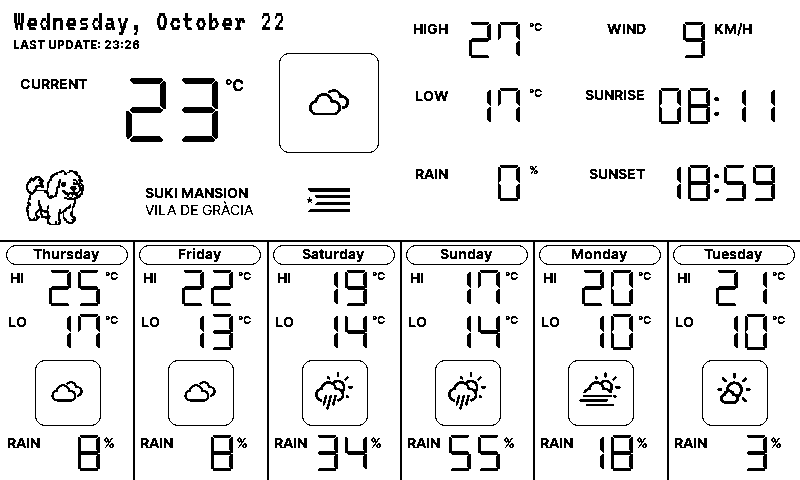 Wednesday, October 22
LAST UPDATE: 23:26
CURRENT 23 °C
SUKI MANSION
VILA DE GRÀCIA
HIGH 27 °C
LOW 17 °C
RAIN 0 %
WIND 9 KM/H
SUNRISE 08:11
SUNSET 18:59
Thursday
HI 25 °C
LO 17 °C
RAIN 8 %
Friday
HI 22 °C
LO 13 °C
RAIN 8 %
Saturday
HI 19 °C
LO 14 °C
RAIN 34 %
Sunday
HI 17 °C
LO 14 °C
RAIN 55 %
Monday
HI 20 °C
LO 10 °C
RAIN 18 %
Tuesday
HI 21 °C
LO 10 °C
RAIN 3 %